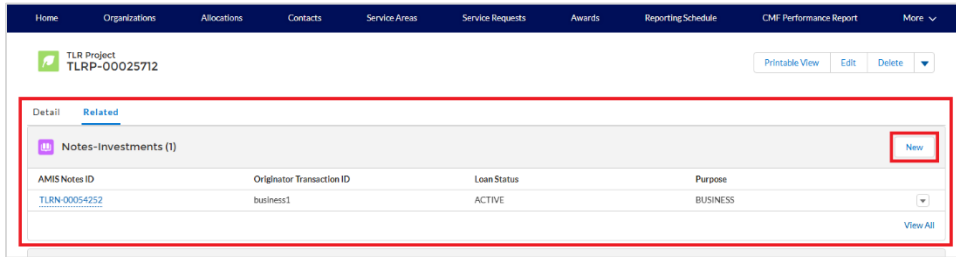 Home Organizations Allocations Contacts Service Areas Service Requests Awards Reporting Schedule CMF Performance Report More
TLR Project
TLRP-00025712
Printable View Edit Delete
Detail Related
Notes-Investments (1) New
AMIS Notes ID Originator Transaction ID Loan Status Purpose
TLRN-00054252 business1 ACTIVE BUSINESS
View All